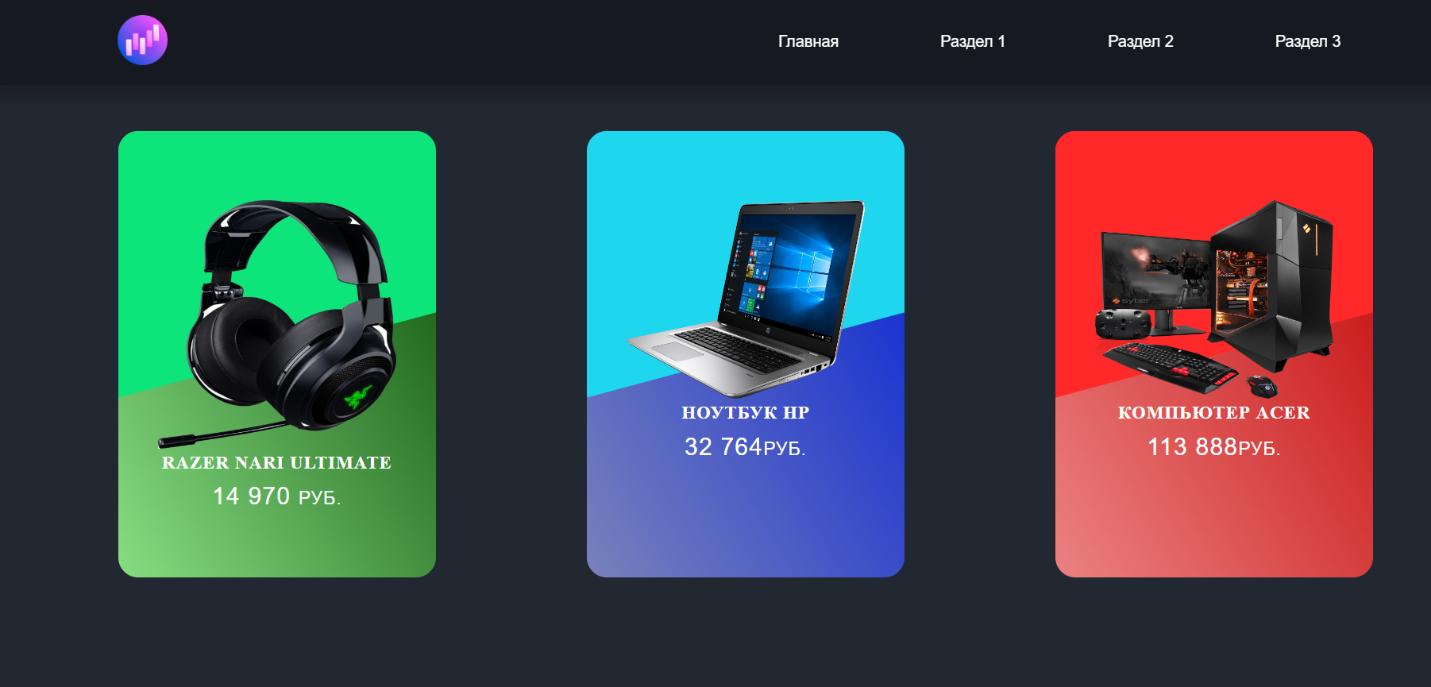 Главная
Раздел 1
Раздел 2
Раздел 3
RAZER NARI ULTIMATE
14 970 РУБ.
НОУТБУК HP
32 764РУБ.
КОМПЬЮТЕР ACER
113 888РУБ.
syber